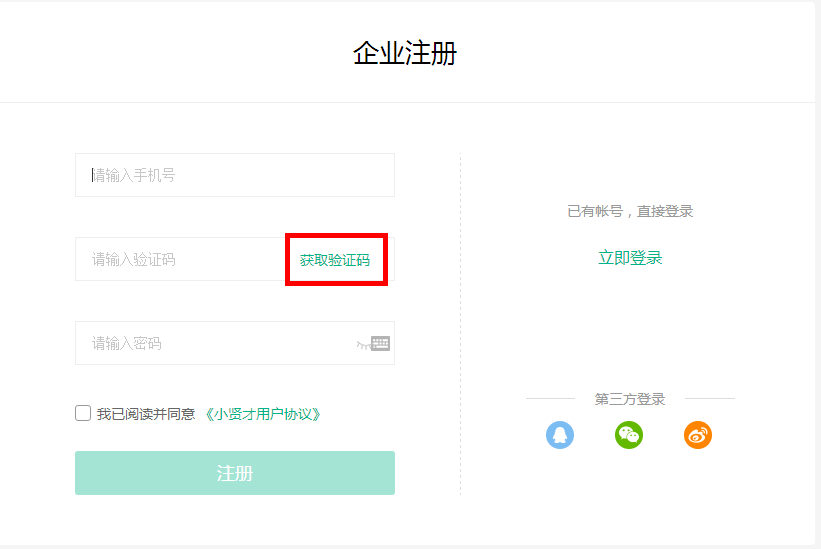 企业注册
请输入手机号
请输入验证码 获取验证码
请输入密码
我已阅读并同意 《小贤才用户协议》
注册
已有帐号，直接登录
立即登录
第三方登录